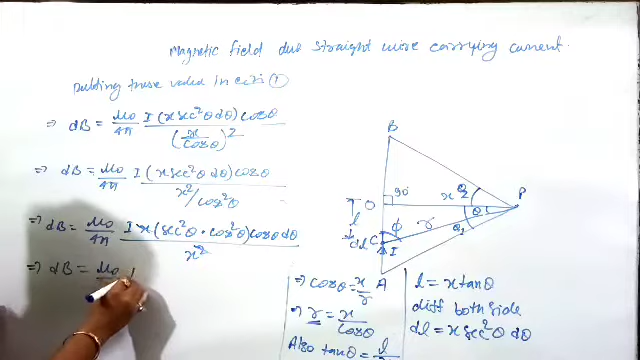 Magnetic field due straight wire carrying current.
putting these valed in eqn ①
⇒ dB = μ₀/4π I (x sec²θ dθ) cosθ / (x/cosθ)²
⇒ dB = μ₀/4π I (x sec²θ dθ) cosθ / x²/cos²θ
⇒ dB = μ₀/4π I x (sec²θ · cos²θ) cosθ dθ / x²
⇒ dB = μ₀
B
O 90° x θ₂ P
l φ r θ θ₁
dl C I
A
⇒ cosθ = x/r
⇒ r = x/cosθ
Also tanθ = l/x
l = x tanθ
diff both side
dl = x sec²θ dθ